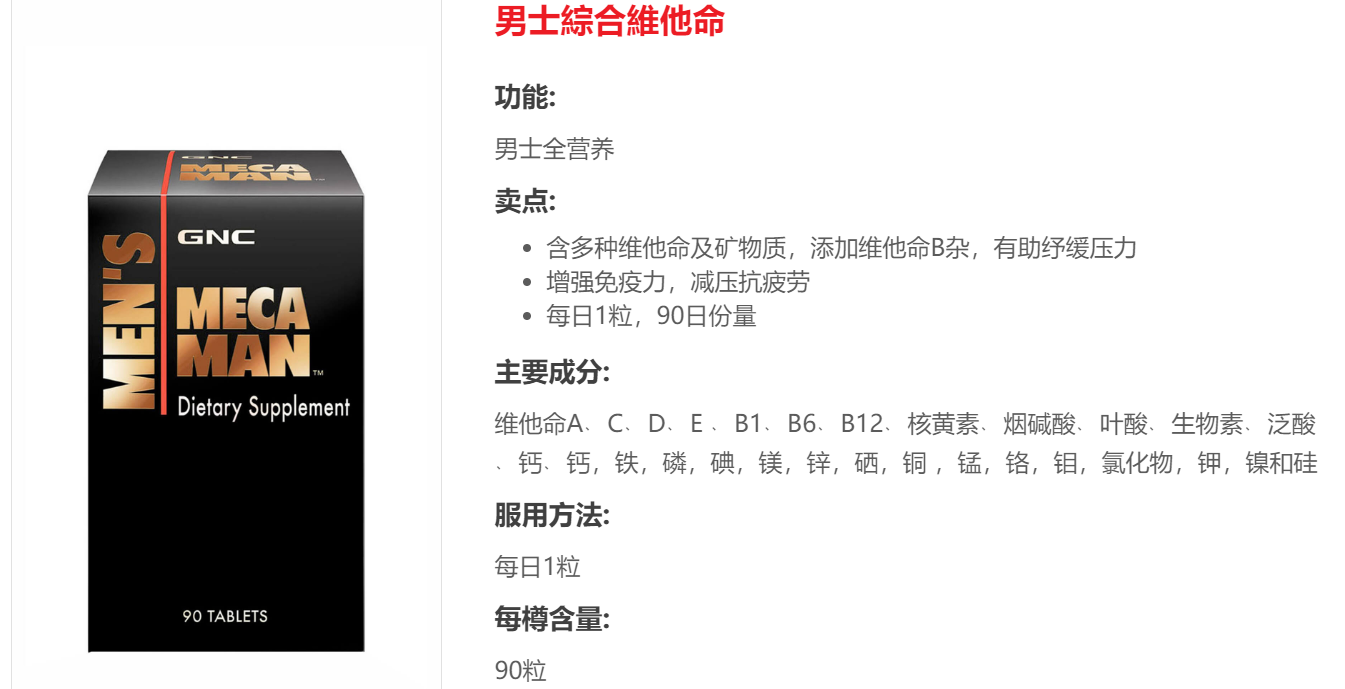 GNC
MECA
MAN
MEN'S
GNC
MECA
MAN™
Dietary Supplement
90 TABLETS
男士綜合維他命
功能:
男士全营养
卖点:
• 含多种维他命及矿物质，添加维他命B杂，有助纾缓压力
• 增强免疫力，减压抗疲劳
• 每日1粒，90日份量
主要成分:
维他命A、C、D、E 、B1、B6、B12、核黄素、烟碱酸、叶酸、生物素、泛酸
、钙、钙，铁，磷，碘，镁，锌，硒，铜 ，锰，铬，钼，氯化物，钾，镍和硅
服用方法:
每日1粒
每樽含量:
90粒